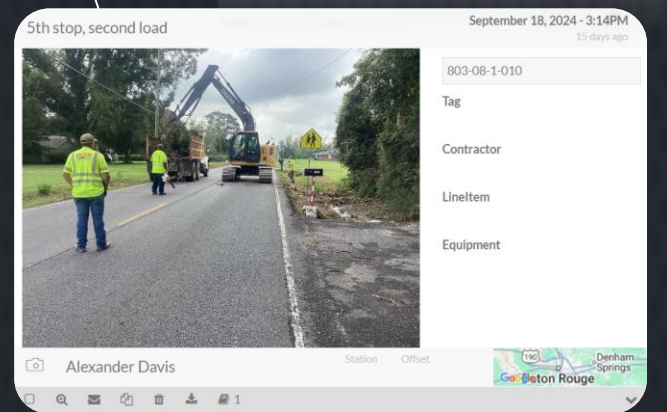 5th stop, second load
September 18, 2024 - 3:14PM
15 days ago
803-08-1-010
Tag
Contractor
LineItem
Equipment
Alexander Davis
Station Offset
190
Denham
Springs
Baton Rouge
1